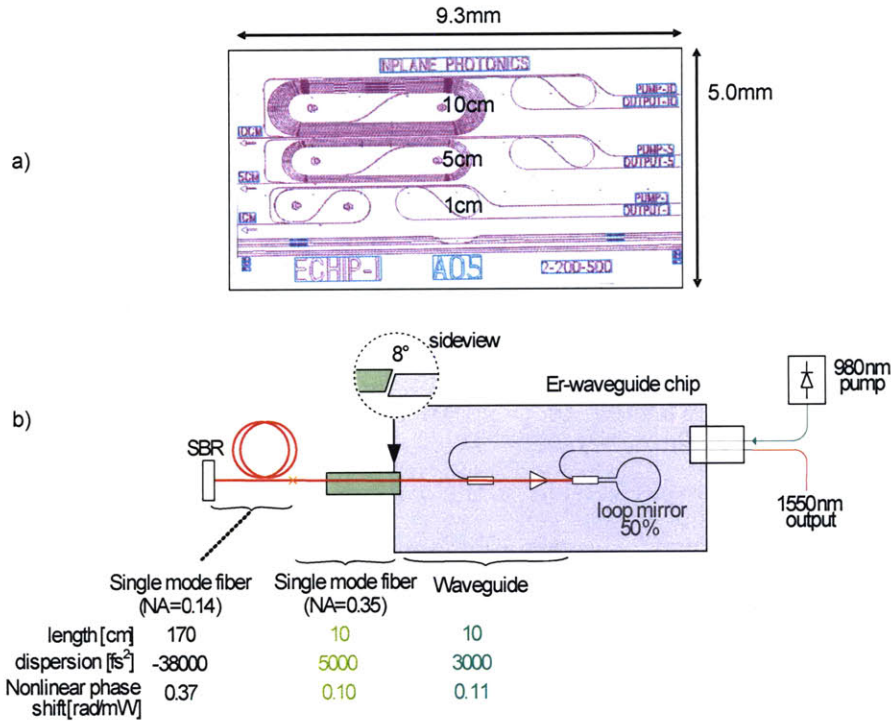 9.3mm
a)
INPLANE PHOTONICS
10cm
PUMP-10
OUTPUT-10
5.0mm
10CM
5cm
PUMP-5
OUTPUT-5
5CM
1cm
PUMP-1
OUTPUT-1
1CM
ECHIP-1
A05
2-200-500
sideview
8°
b)
Er-waveguide chip
980nm
pump
SBR
loop mirror
50%
1550nm
output
Single mode fiber
(NA=0.14)
Single mode fiber
(NA=0.35)
Waveguide
length [cm] 170 10 10
dispersion [fs²] -38000 5000 3000
Nonlinear phase
shift[rad/mW] 0.37 0.10 0.11